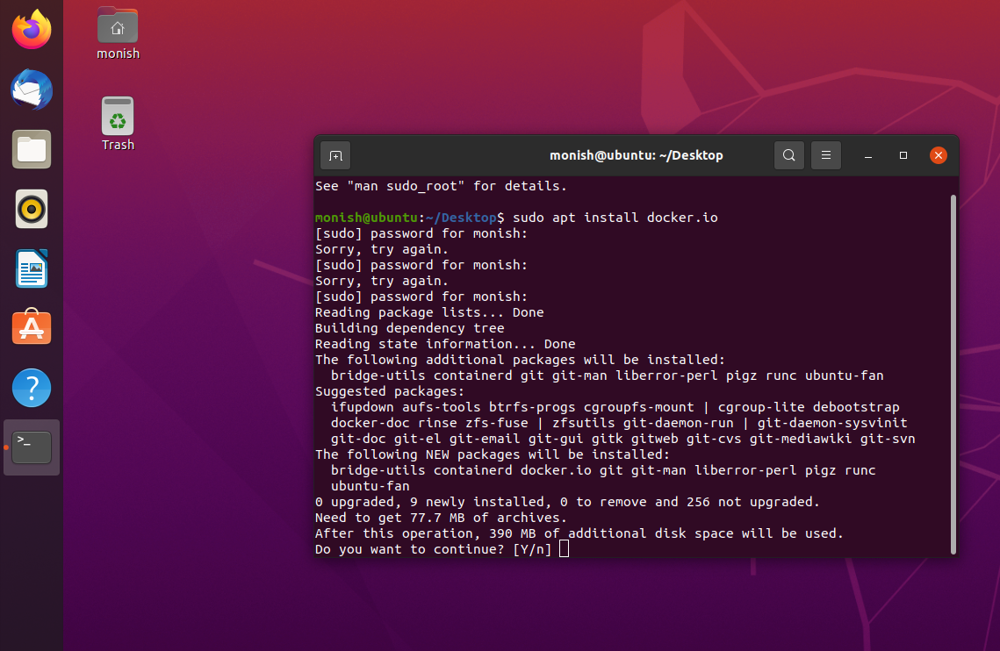 monish
Trash
monish@ubuntu: ~/Desktop
See "man sudo_root" for details.
monish@ubuntu:~/Desktop$ sudo apt install docker.io
[sudo] password for monish:
Sorry, try again.
[sudo] password for monish:
Sorry, try again.
[sudo] password for monish:
Reading package lists... Done
Building dependency tree
Reading state information... Done
The following additional packages will be installed:
  bridge-utils containerd git git-man liberror-perl pigz runc ubuntu-fan
Suggested packages:
  ifupdown aufs-tools btrfs-progs cgroupfs-mount | cgroup-lite debootstrap
  docker-doc rinse zfs-fuse | zfsutils git-daemon-run | git-daemon-sysvinit
  git-doc git-el git-email git-gui gitk gitweb git-cvs git-mediawiki git-svn
The following NEW packages will be installed:
  bridge-utils containerd docker.io git git-man liberror-perl pigz runc
  ubuntu-fan
0 upgraded, 9 newly installed, 0 to remove and 256 not upgraded.
Need to get 77.7 MB of archives.
After this operation, 390 MB of additional disk space will be used.
Do you want to continue? [Y/n]